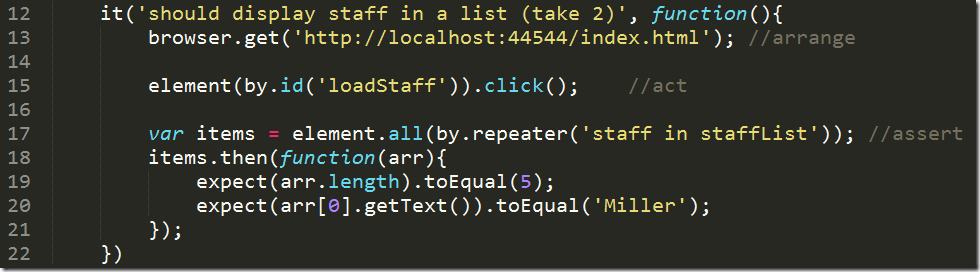 12 it('should display staff in a list (take 2)', function(){
13 browser.get('http://localhost:44544/index.html'); //arrange
14
15 element(by.id('loadStaff')).click(); //act
16
17 var items = element.all(by.repeater('staff in staffList')); //assert
18 items.then(function(arr){
19 expect(arr.length).toEqual(5);
20 expect(arr[0].getText()).toEqual('Miller');
21 });
22 })